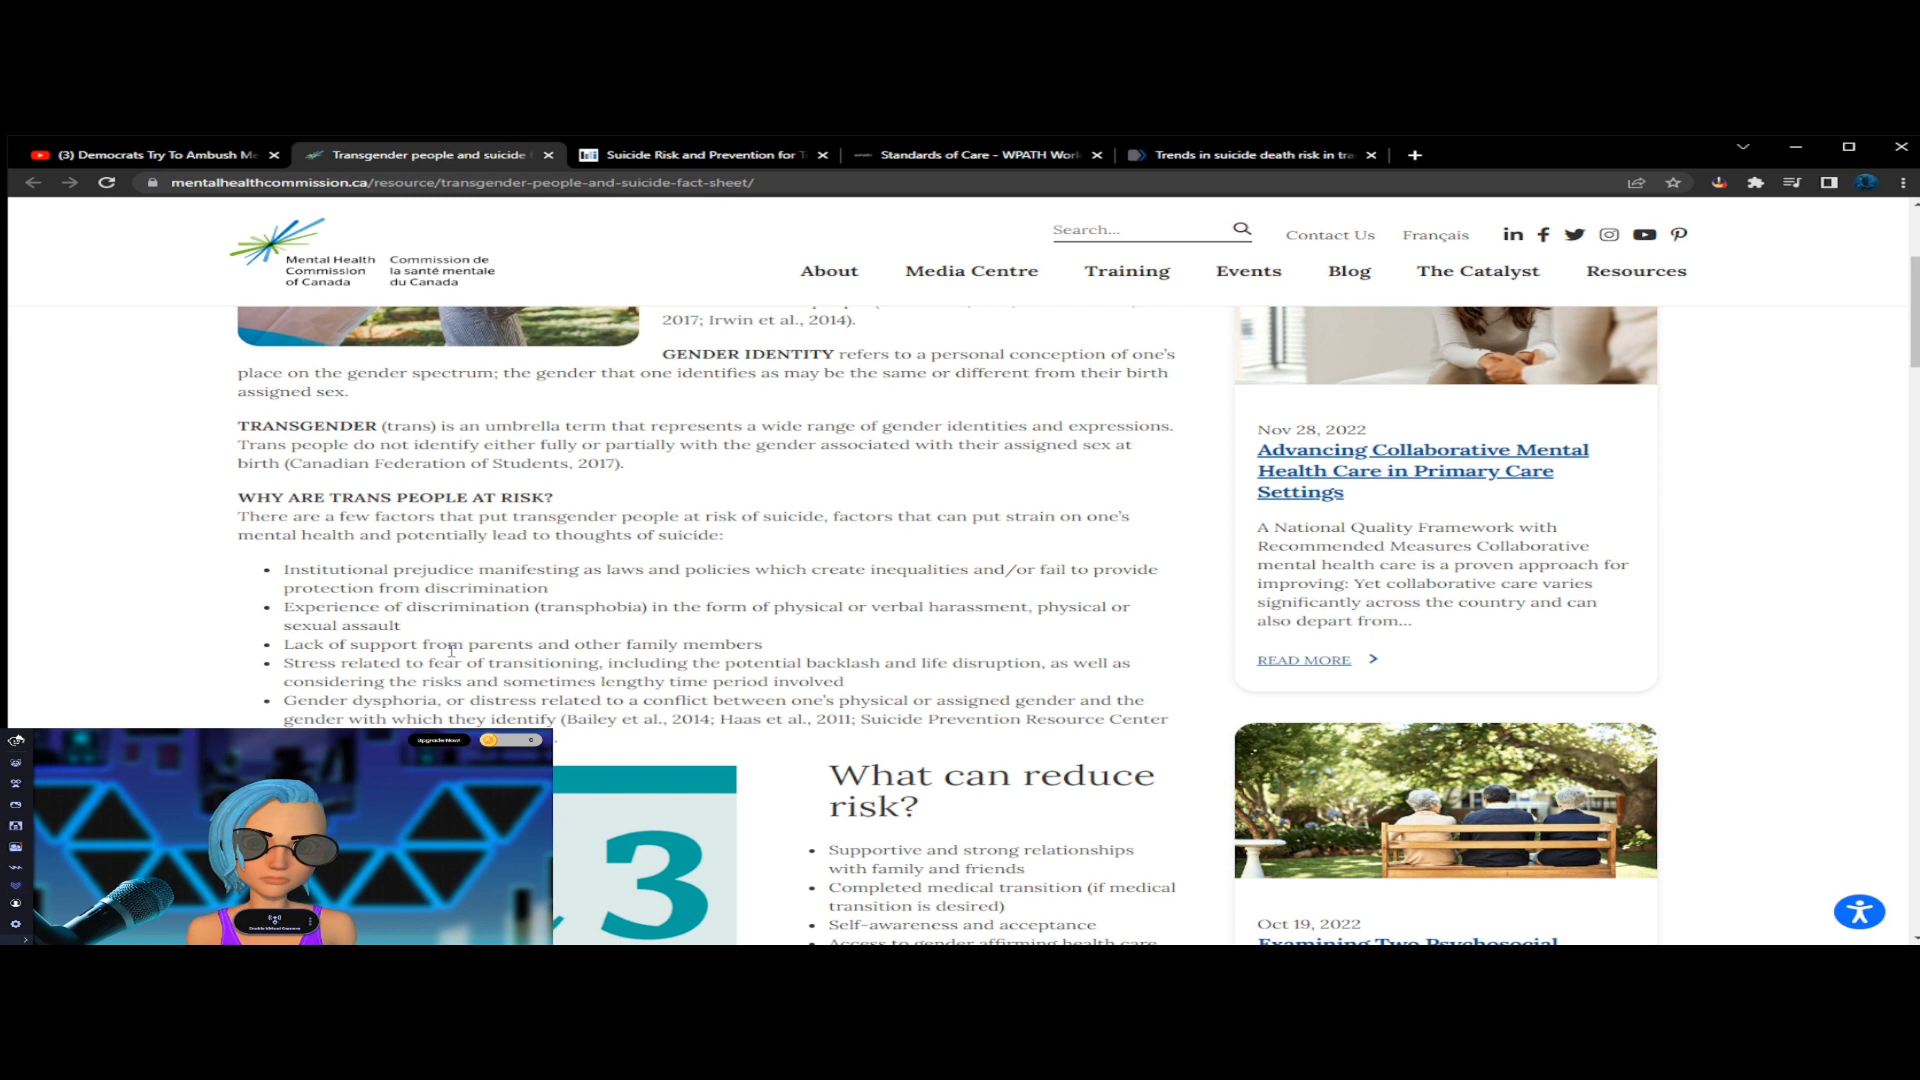 (3) Democrats Try To Ambush Me
Transgender people and suicide
Suicide Risk and Prevention for T
Standards of Care - WPATH Worl
Trends in suicide death risk in tra
mentalhealthcommission.ca/resource/transgender-people-and-suicide-fact-sheet/
Mental Health
Commission
of Canada
Commission de
la santé mentale
du Canada
Search...
Contact Us
Français
About
Media Centre
Training
Events
Blog
The Catalyst
Resources
2017; Irwin et al., 2014).
GENDER IDENTITY refers to a personal conception of one's
place on the gender spectrum; the gender that one identifies as may be the same or different from their birth
assigned sex.
TRANSGENDER (trans) is an umbrella term that represents a wide range of gender identities and expressions.
Trans people do not identify either fully or partially with the gender associated with their assigned sex at
birth (Canadian Federation of Students, 2017).
WHY ARE TRANS PEOPLE AT RISK?
There are a few factors that put transgender people at risk of suicide, factors that can put strain on one's
mental health and potentially lead to thoughts of suicide:
• Institutional prejudice manifesting as laws and policies which create inequalities and/or fail to provide
protection from discrimination
• Experience of discrimination (transphobia) in the form of physical or verbal harassment, physical or
sexual assault
• Lack of support from parents and other family members
• Stress related to fear of transitioning, including the potential backlash and life disruption, as well as
considering the risks and sometimes lengthy time period involved
• Gender dysphoria, or distress related to a conflict between one's physical or assigned gender and the
gender with which they identify (Bailey et al., 2014; Haas et al., 2011; Suicide Prevention Resource Center
Upgrade Now!
0
Enable Virtual Camera
3
What can reduce
risk?
• Supportive and strong relationships
with family and friends
• Completed medical transition (if medical
transition is desired)
• Self-awareness and acceptance
• Access to gender affirming health care
Nov 28, 2022
Advancing Collaborative Mental
Health Care in Primary Care
Settings
A National Quality Framework with
Recommended Measures Collaborative
mental health care is a proven approach for
improving: Yet collaborative care varies
significantly across the country and can
also depart from...
READ MORE
Oct 19, 2022
Examining Two Psychosocial